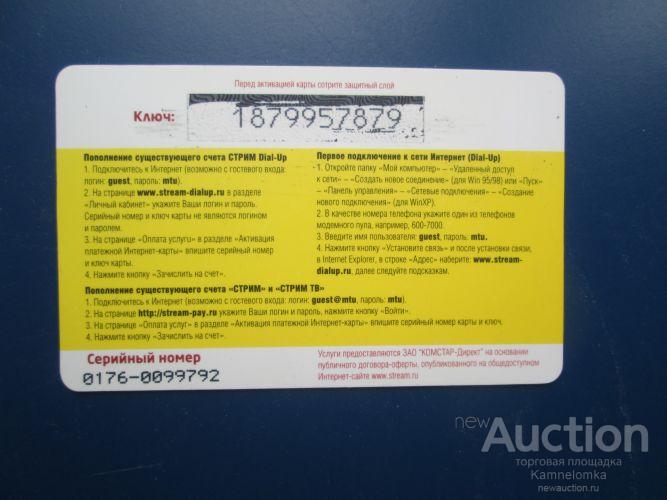 Перед активацией карты сотрите защитный слой
Ключ: 1879957879
Пополнение существующего счета СТРИМ Dial-Up
1. Подключитесь к Интернет (возможно с гостевого входа:
логин: guest, пароль: mtu).
2. На странице www.stream-dialup.ru в разделе
«Личный кабинет» укажите Ваши логин и пароль.
Серийный номер и ключ карты не являются логином
и паролем.
3. На странице «Оплата услуг» в разделе «Активация
платежной Интернет-карты» впишите серийный номер
и ключ карты.
4. Нажмите кнопку «Зачислить на счет».
Первое подключение к сети Интернет (Dial-Up)
1. Откройте папку «Мой компьютер» – «Удаленный доступ
к сети» – «Создать новое соединение» (для Win 95/98) или «Пуск»
– «Панель управления» – «Сетевые подключения» – «Создание
нового подключения» (для WinXP).
2. В качестве номера телефона укажите один из телефонов
модемного пула, например, 600-7000.
3. Введите имя пользователя: guest, пароль: mtu.
4. Нажмите кнопку «Установите связь» и после установки связи,
в Internet Explorer, в строке «Адрес» наберите: www.stream-
dialup.ru, далее следуйте подсказкам.
Пополнение существующего счета «СТРИМ» и «СТРИМ ТВ»
1. Подключитесь к Интернет (возможно с гостевого входа: логин: guest@mtu, пароль: mtu).
2. На странице http://stream-pay.ru укажите Ваши логин и пароль, нажмите кнопку «Войти».
3. На странице «Оплата услуг» в разделе «Активация платежной Интернет-карты» впишите серийный номер карты и ключ.
4. Нажмите кнопку «Зачислить на счет».
Серийный номер
0176-0099792
Услуги предоставляются ЗАО "КОМСТАР-Директ" на основании
публичного договора-оферты, опубликованного на общедоступном
Интернет-сайте www.stream.ru
new Auction
торговая площадка
Kamnelomka
newauction.ru